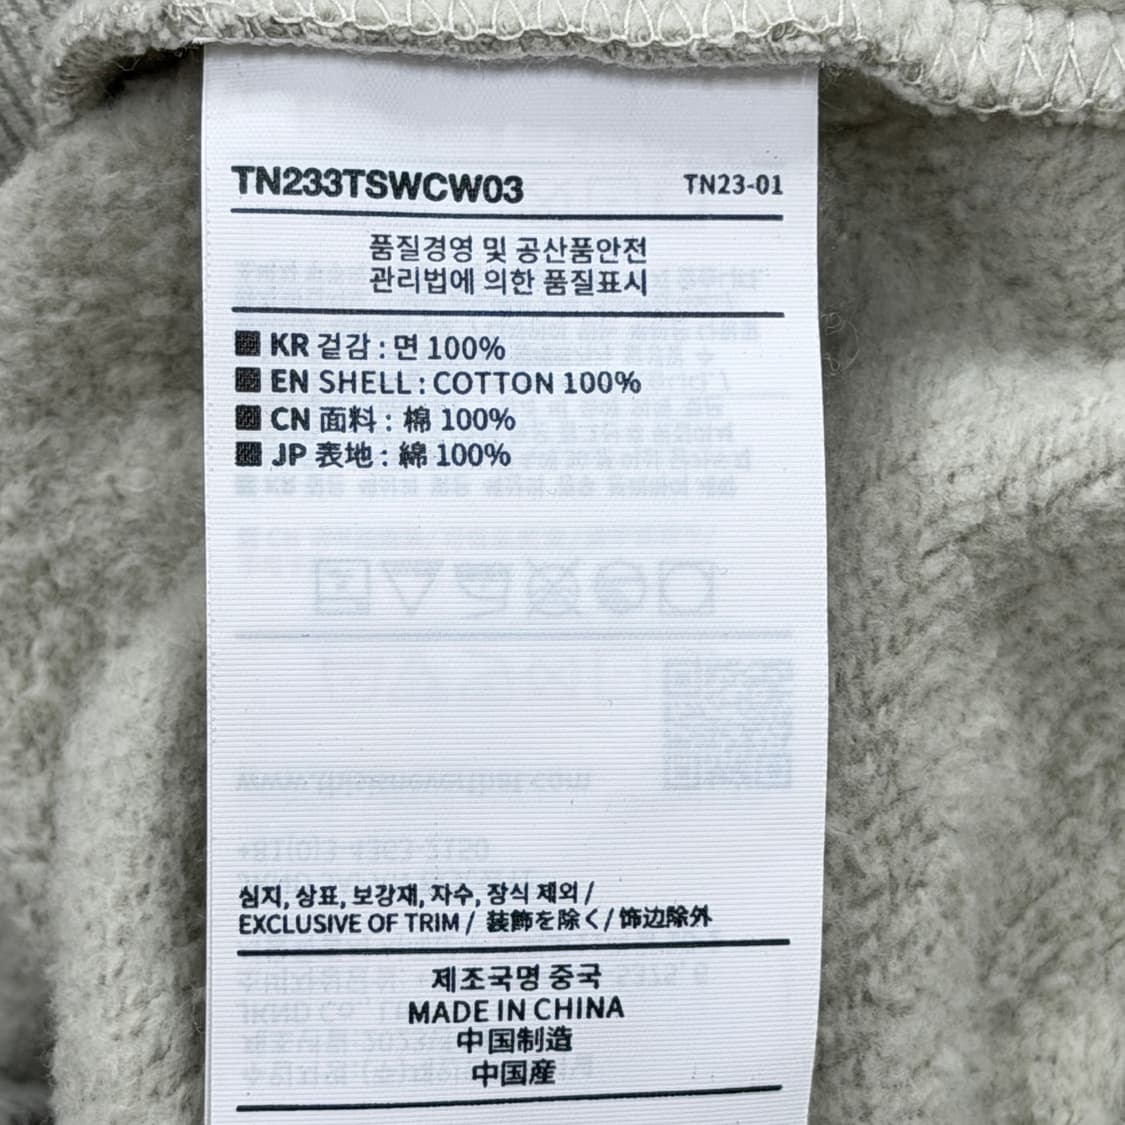 TN233TSWCW03
TN23-01
품질경영 및 공산품안전
관리법에 의한 품질표시
KR 겉감 : 면 100%
EN SHELL : COTTON 100%
CN 面料 : 棉 100%
JP 表地 : 綿 100%
심지, 상표, 보강재, 자수, 장식 제외 /
EXCLUSIVE OF TRIM / 装飾を除く / 饰边除外
제조국명 중국
MADE IN CHINA
中国制造
中国産